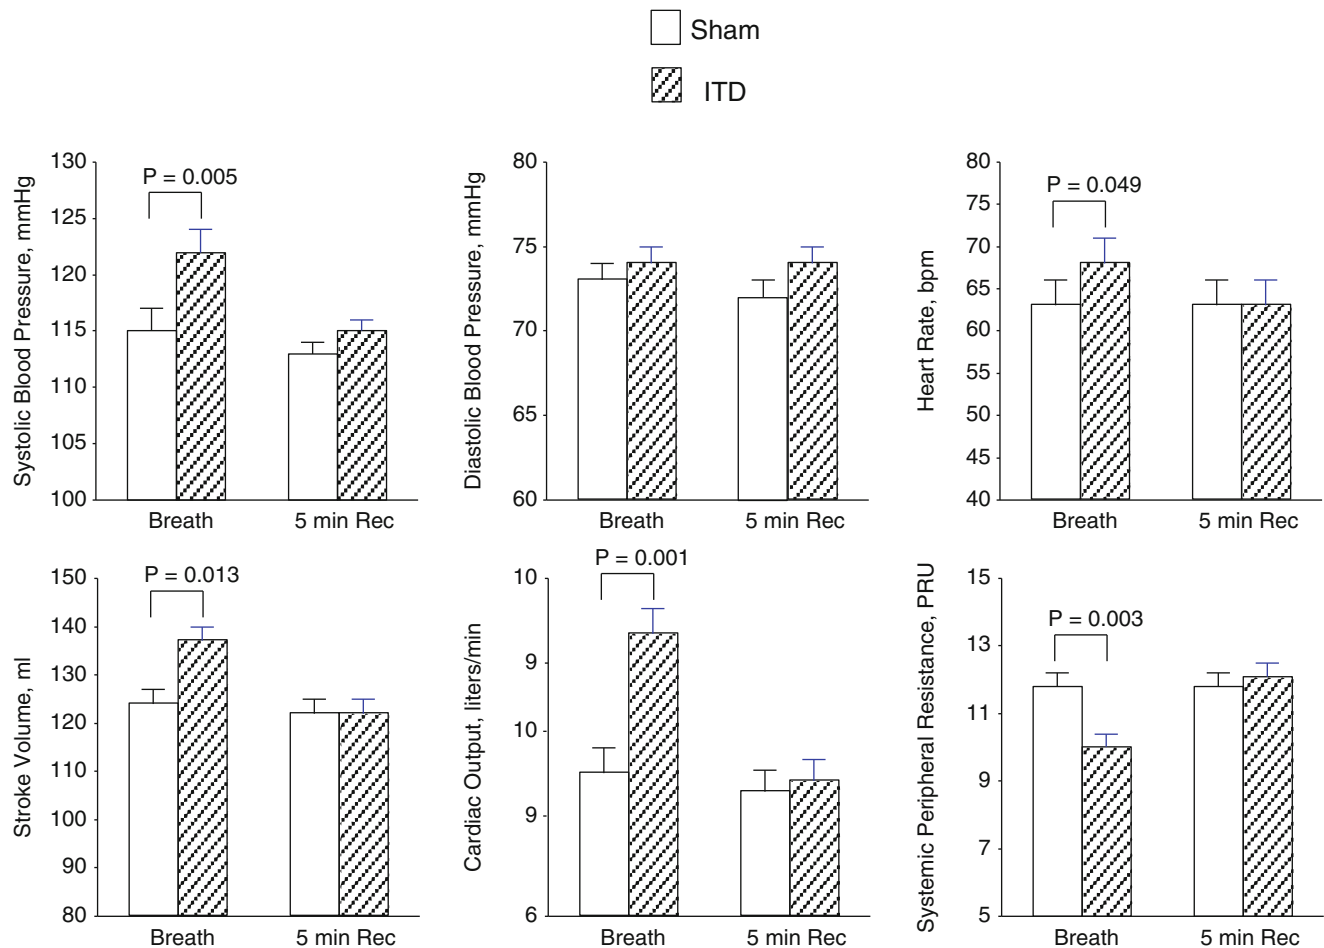 Sham
ITD
Systolic Blood Pressure, mmHg
130
125
120
115
110
105
100
P = 0.005
Breath
5 min Rec
Diastolic Blood Pressure, mmHg
80
75
70
65
60
Breath
5 min Rec
Heart Rate, bpm
80
75
70
65
60
55
50
45
40
P = 0.049
Breath
5 min Rec
Stroke Volume, ml
150
140
130
120
110
100
90
80
P = 0.013
Breath
5 min Rec
Cardiac Output, liters/min
10
9
10
9
6
P = 0.001
Breath
5 min Rec
Systemic Peripheral Resistance, PRU
15
13
11
9
7
5
P = 0.003
Breath
5 min Rec